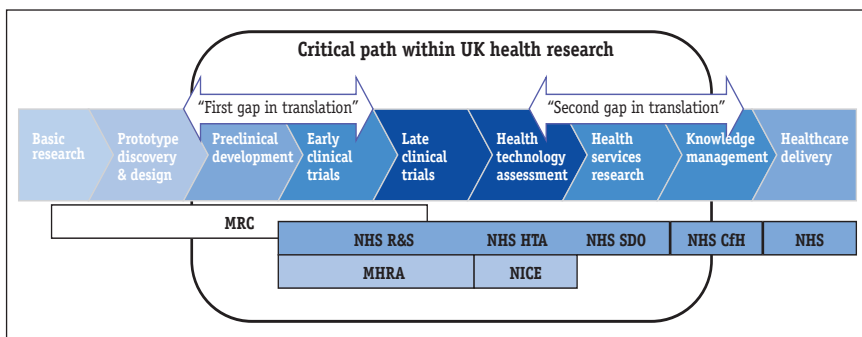 Critical path within UK health research
“First gap in translation”
“Second gap in translation”
Basic
research
Prototype
discovery
& design
Preclinical
development
Early
clinical
trials
Late
clinical
trials
Health
technology
assessment
Health
services
research
Knowledge
management
Healthcare
delivery
MRC
NHS R&S
NHS HTA
NHS SDO
NHS CfH
NHS
MHRA
NICE